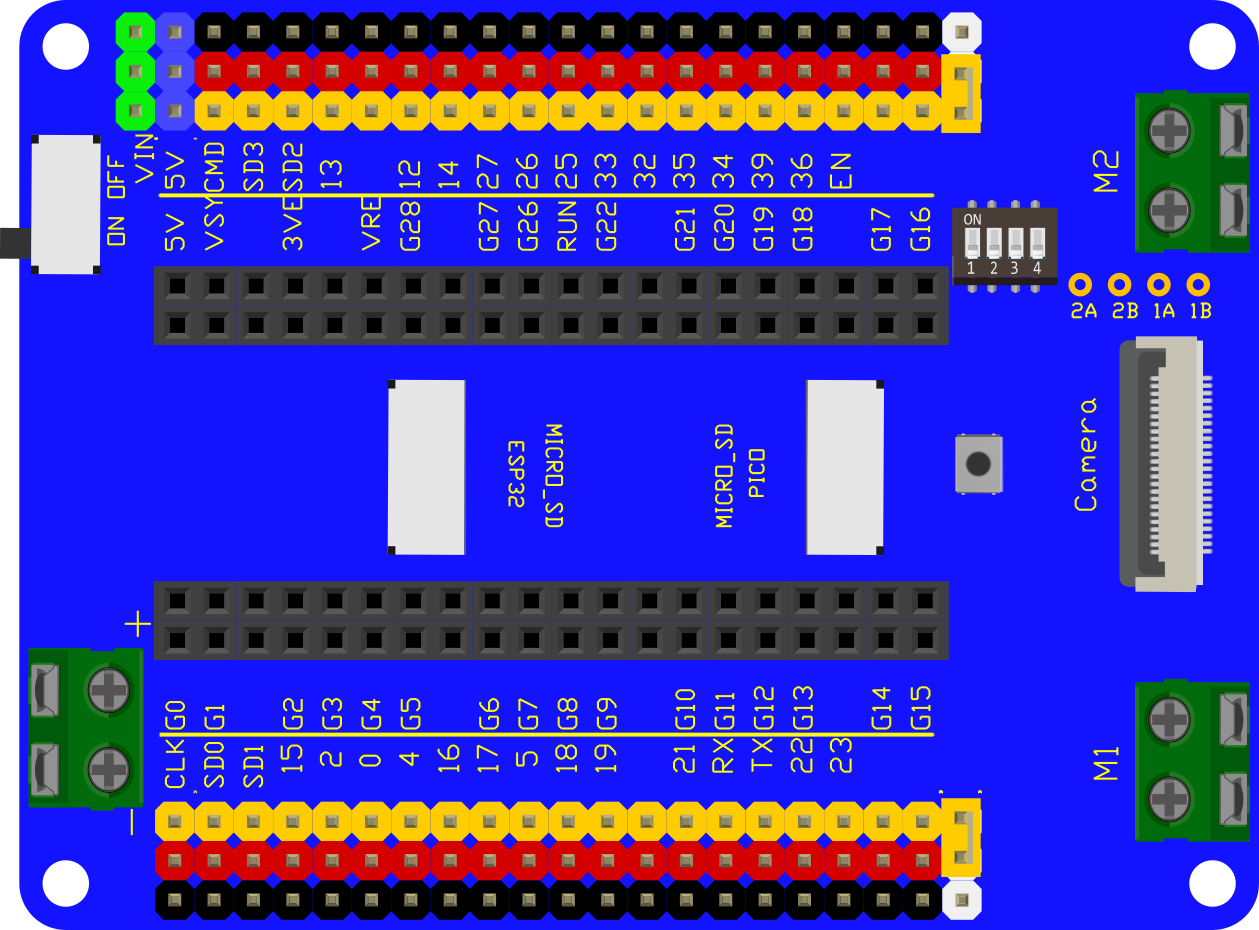 ON OFF
VIN
5V CMD SD3 SD2 13 12 14 27 26 25 33 32 35 34 39 36 EN
5V VSY 3VE VRE G28 G27 G26 RUN G22 G21 G20 G19 G18 G17 G16
M2
ON
1 2 3 4
2A 2B 1A 1B
MICRO_SD
ESP32
MICRO_SD
PICO
Camera
+
G0 G1 G2 G3 G4 G5 G6 G7 G8 G9 G10 G11 G12 G13 G14 G15
CLK SD0 SD1 15 2 0 4 16 17 5 18 19 21 RX TX 22 23
M1
-